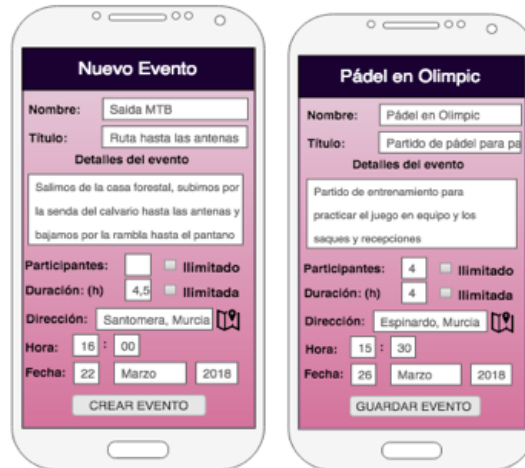 Nuevo Evento
Nombre: Salda MTB
Título: Ruta hasta las antenas
Detalles del evento
Salimos de la casa forestal, subimos por
la senda del calvario hasta las antenas y
bajamos por la rambla hasta el pantano
Participantes: Ilimitado
Duración: (h) 4,5 Ilimitada
Dirección: Santomera, Murcia
Hora: 16 : 00
Fecha: 22 Marzo 2018
CREAR EVENTO
Pádel en Olimpic
Nombre: Pádel en Olimpic
Título: Partido de pádel para pa
Detalles del evento
Partido de entrenamiento para
practicar el juego en equipo y los
saques y recepciones
Participantes: 4 Ilimitado
Duración: (h) 4 Ilimitada
Dirección: Espinardo, Murcia
Hora: 15 : 30
Fecha: 26 Marzo 2018
GUARDAR EVENTO